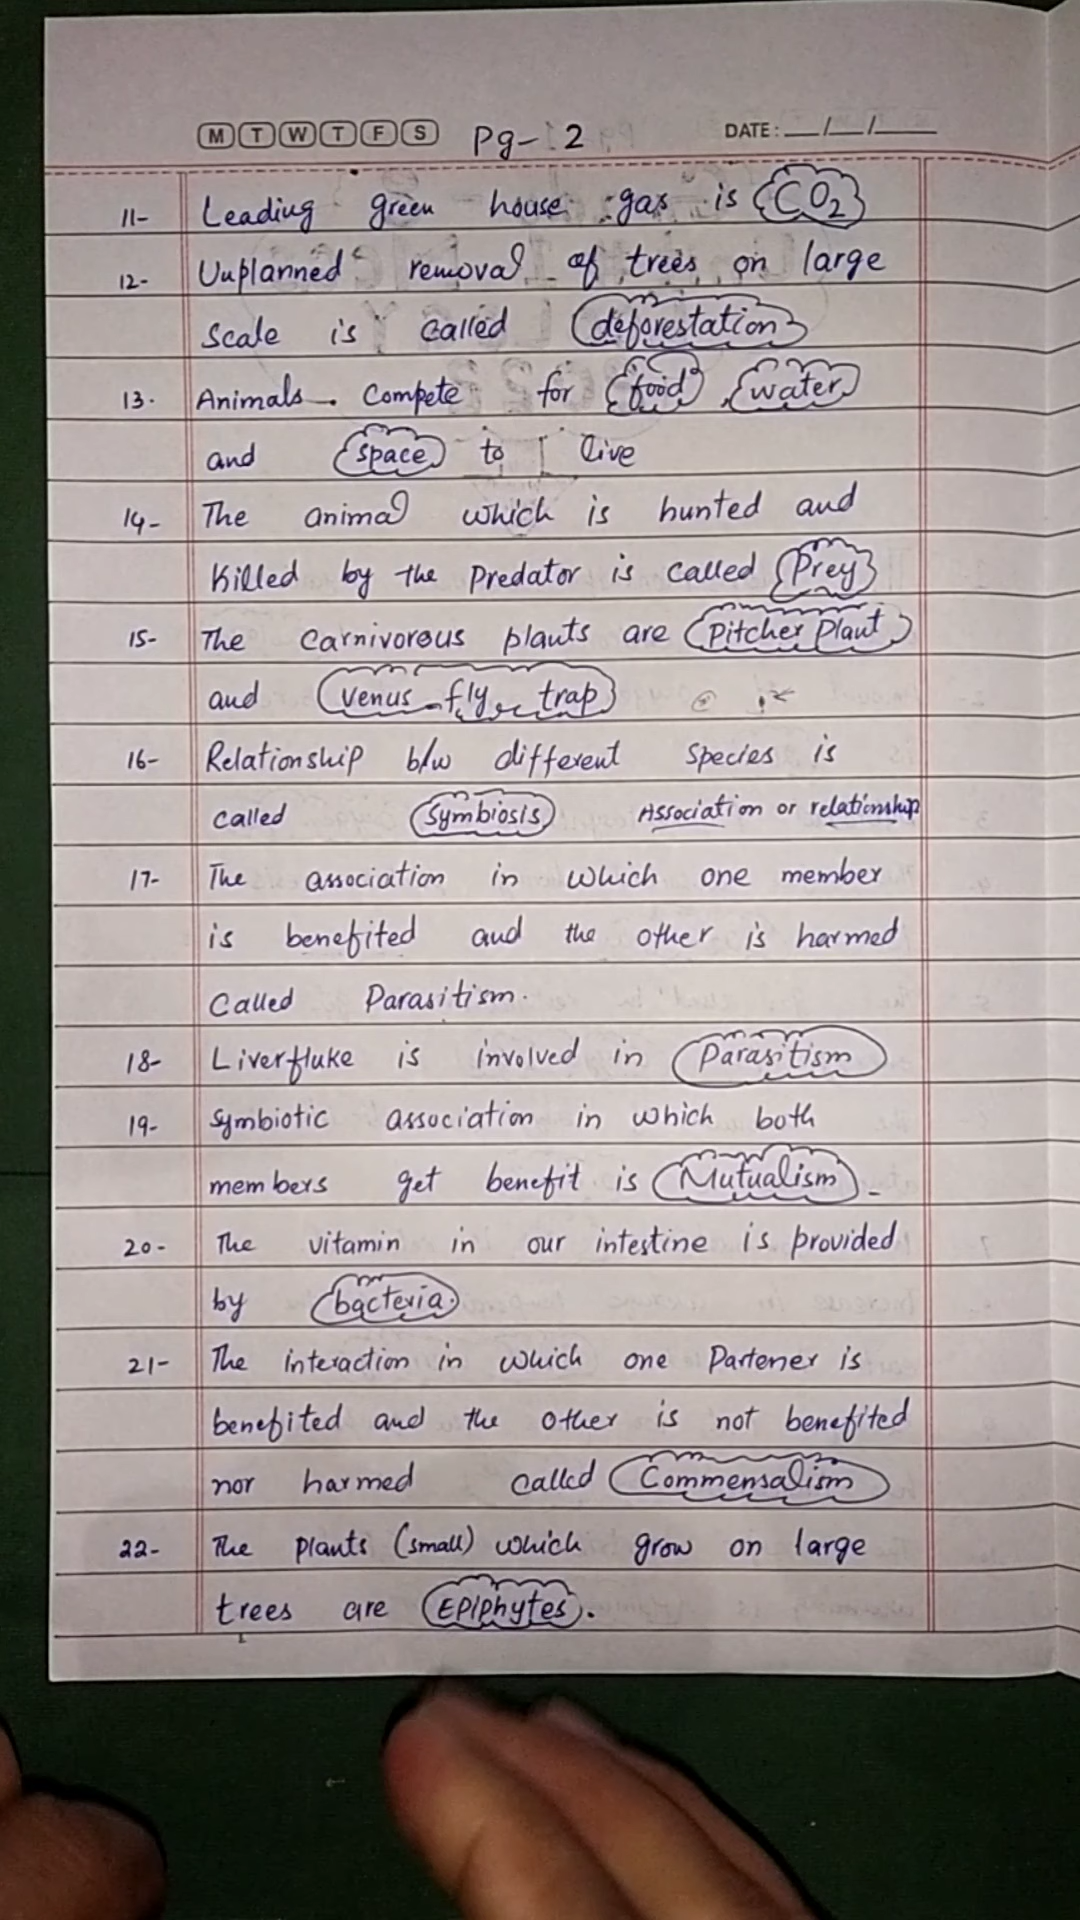 M T W T F S Pg-2 DATE: __/__/____
11- Leading green house gas is CO2
12- Unplanned removal of trees on large
scale is called deforestation
13. Animals. Compete for food, water
and space to live
14- The animal which is hunted and
killed by the Predator is called Prey
15- The carnivorous plants are Pitcher Plant
and venus fly trap
16- Relationship b/w different species is
called Symbiosis Association or relationship
17- The association in which one member
is benefited and the other is harmed
Called Parasitism.
18- Liverfluke is involved in Parasitism
19- Symbiotic association in which both
members get benefit is Mutualism
20- The vitamin in our intestine is provided
by bacteria.
21- The interaction in which one Partener is
benefited and the other is not benefited
nor harmed called Commensalism
22- The plants (small) which grow on large
trees are Epiphytes.